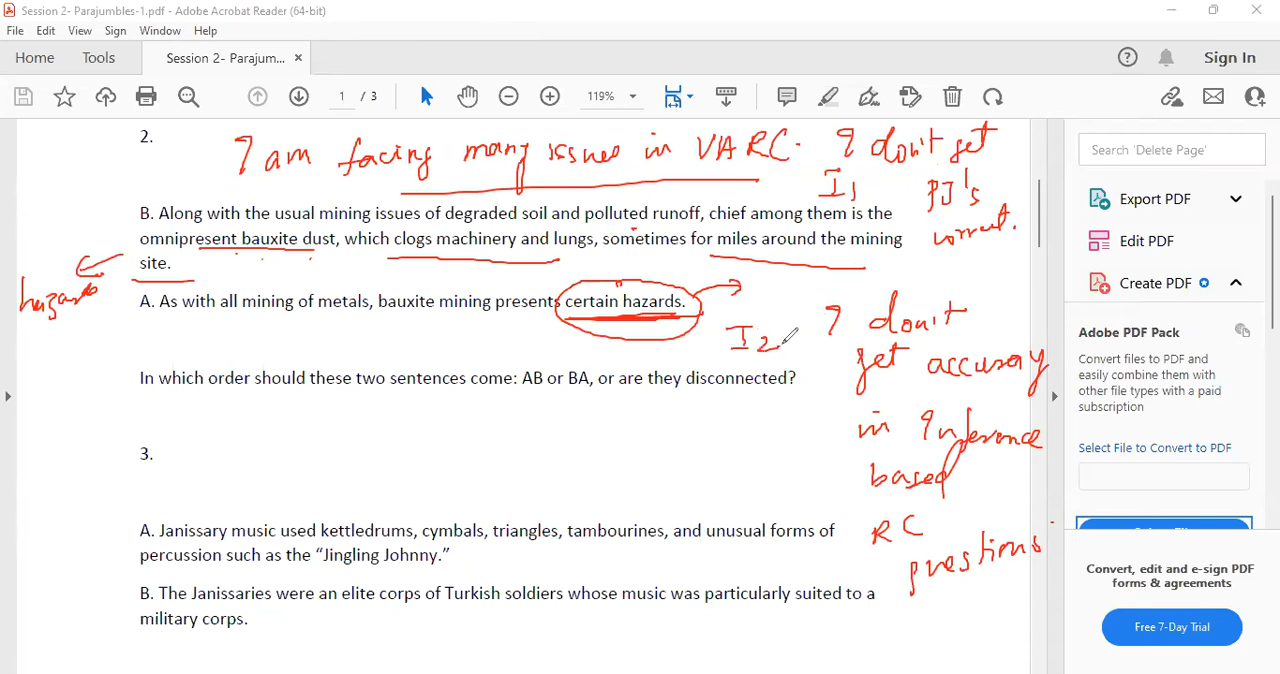 Session 2- Parajumbles-1.pdf - Adobe Acrobat Reader (64-bit)
File Edit View Sign Window Help
Home Tools Session 2- Parajum... × Sign In
1 / 3 119%
2.
I am facing many issues in VARC. I don't get
I1 PJ's
correct.
B. Along with the usual mining issues of degraded soil and polluted runoff, chief among them is the
omnipresent bauxite dust, which clogs machinery and lungs, sometimes for miles around the mining
site.
hazards
A. As with all mining of metals, bauxite mining presents certain hazards.
I2
I don't
get accuracy
in Inference
based
RC
questions
In which order should these two sentences come: AB or BA, or are they disconnected?
3.
A. Janissary music used kettledrums, cymbals, triangles, tambourines, and unusual forms of
percussion such as the “Jingling Johnny.”
B. The Janissaries were an elite corps of Turkish soldiers whose music was particularly suited to a
military corps.
Search 'Delete Page'
Export PDF
Edit PDF
Create PDF
Adobe PDF Pack
Convert files to PDF and
easily combine them with
other file types with a paid
subscription
Select File to Convert to PDF
Convert, edit and e-sign PDF
forms & agreements
Free 7-Day Trial